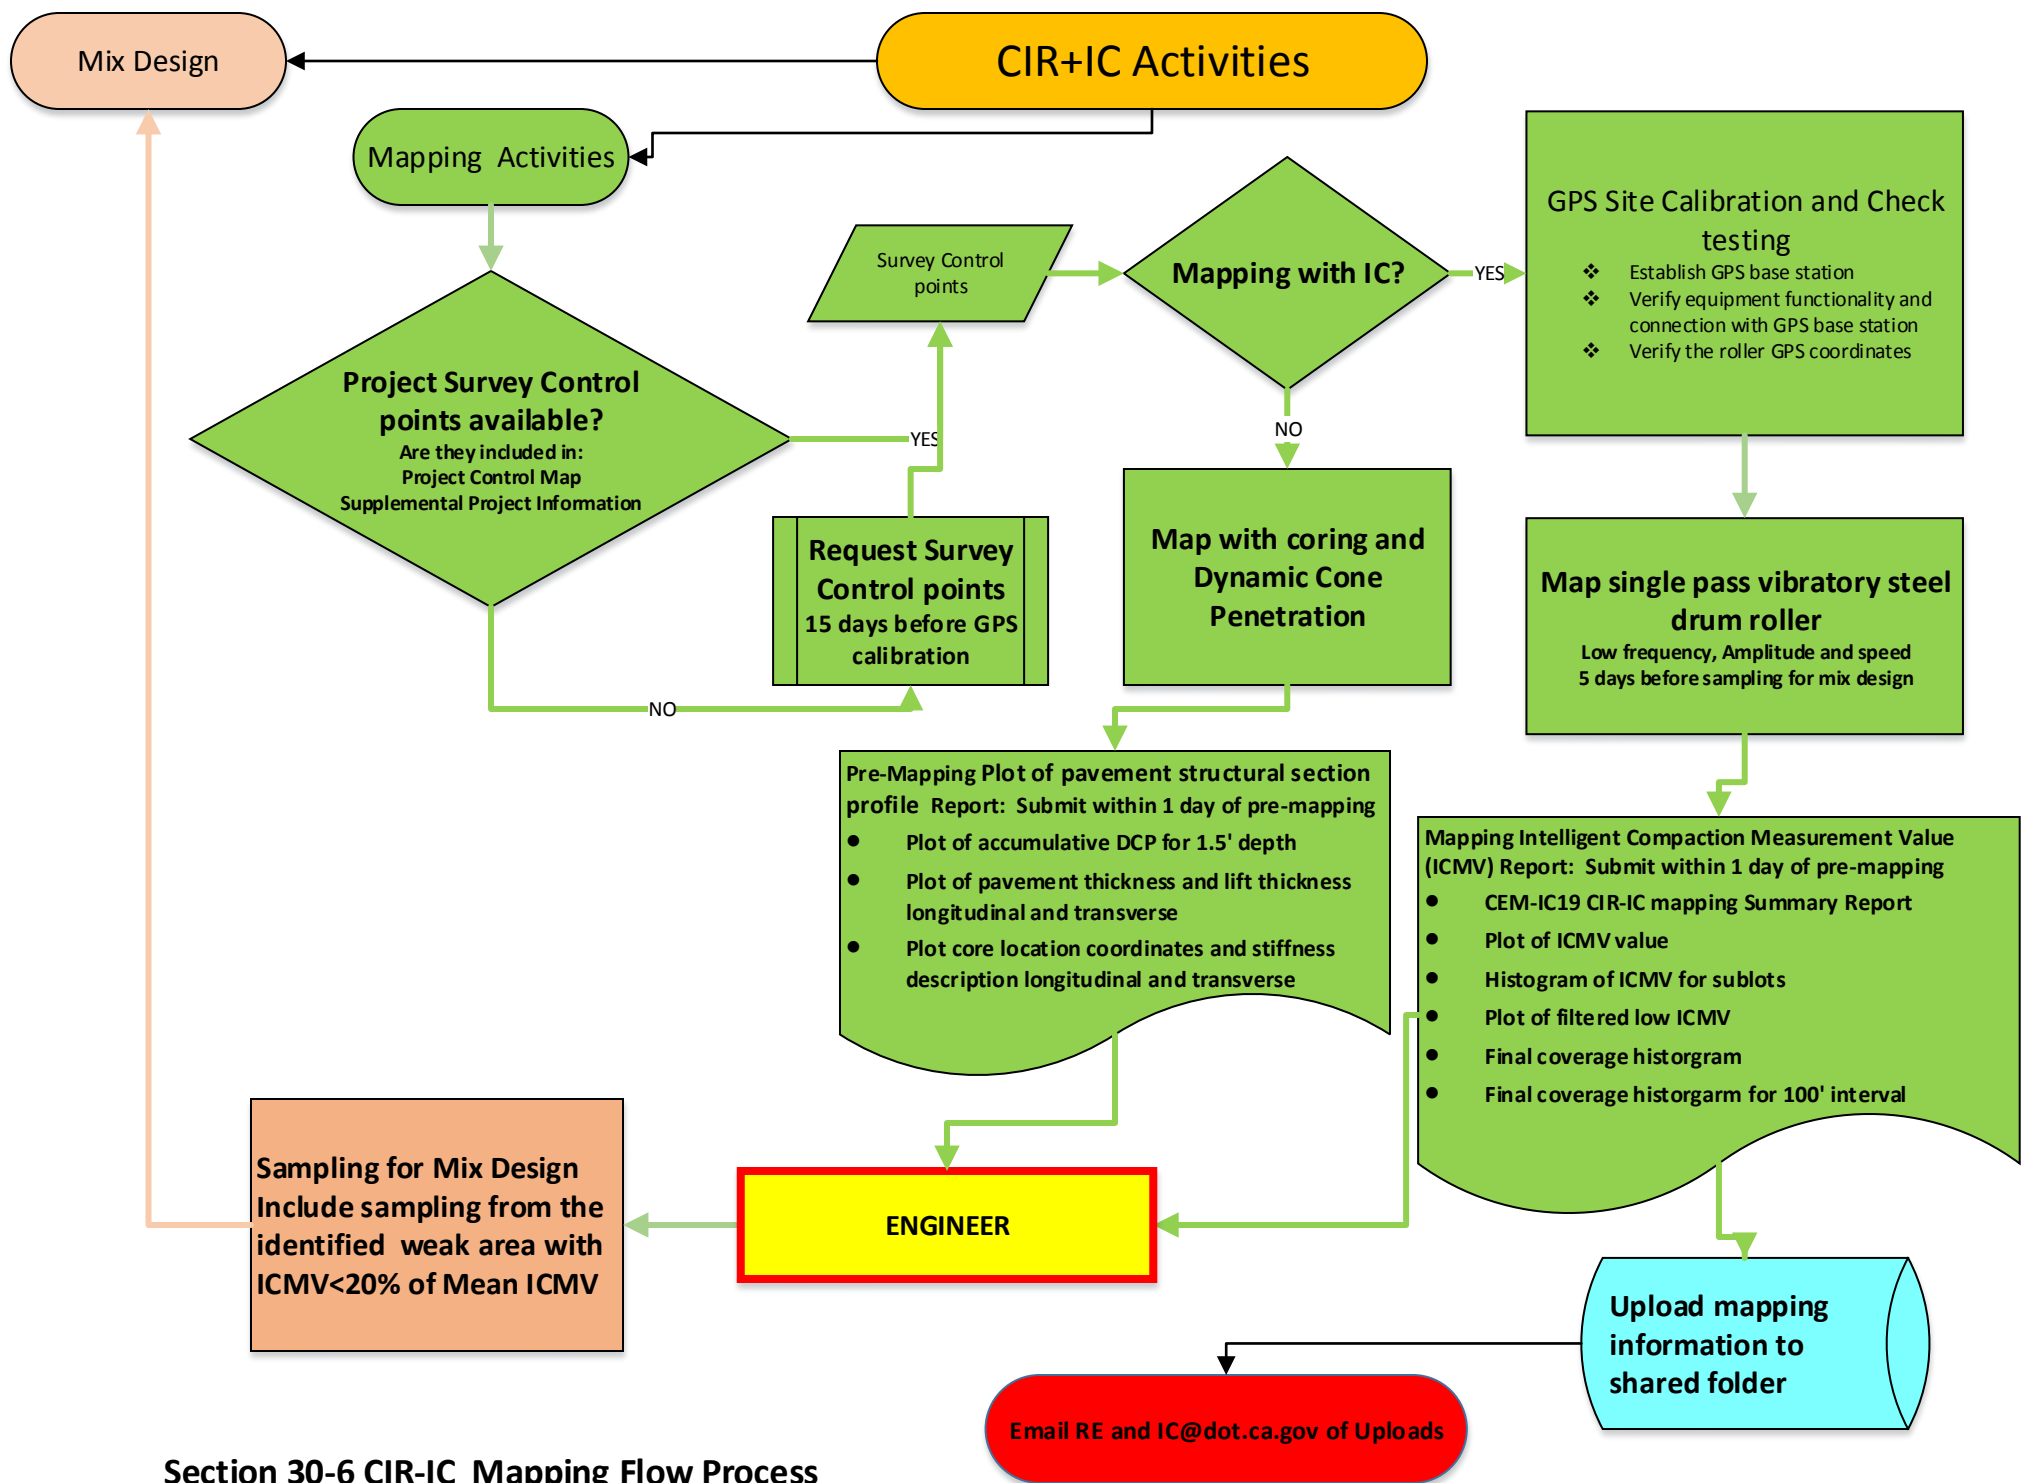 CIR+IC Activities
Mix Design
Mapping Activities
Project Survey Control
points available?
Are they included in:
Project Control Map
Supplemental Project Information
YES
NO
Request Survey
Control points
15 days before GPS
calibration
Survey Control
points
Mapping with IC?
YES
NO
GPS Site Calibration and Check
testing
❖ Establish GPS base station
❖ Verify equipment functionality and
connection with GPS base station
❖ Verify the roller GPS coordinates
Map with coring and
Dynamic Cone
Penetration
Map single pass vibratory steel
drum roller
Low frequency, Amplitude and speed
5 days before sampling for mix design
Pre-Mapping Plot of pavement structural section
profile Report: Submit within 1 day of pre-mapping
● Plot of accumulative DCP for 1.5' depth
● Plot of pavement thickness and lift thickness
longitudinal and transverse
● Plot core location coordinates and stiffness
description longitudinal and transverse
Mapping Intelligent Compaction Measurement Value
(ICMV) Report: Submit within 1 day of pre-mapping
● CEM-IC19 CIR-IC mapping Summary Report
● Plot of ICMV value
● Histogram of ICMV for sublots
● Plot of filtered low ICMV
● Final coverage historgram
● Final coverage historgarm for 100' interval
ENGINEER
Sampling for Mix Design
Include sampling from the
identified weak area with
ICMV<20% of Mean ICMV
Upload mapping
information to
shared folder
Email RE and IC@dot.ca.gov of Uploads
Section 30-6 CIR-IC Mapping Flow Process